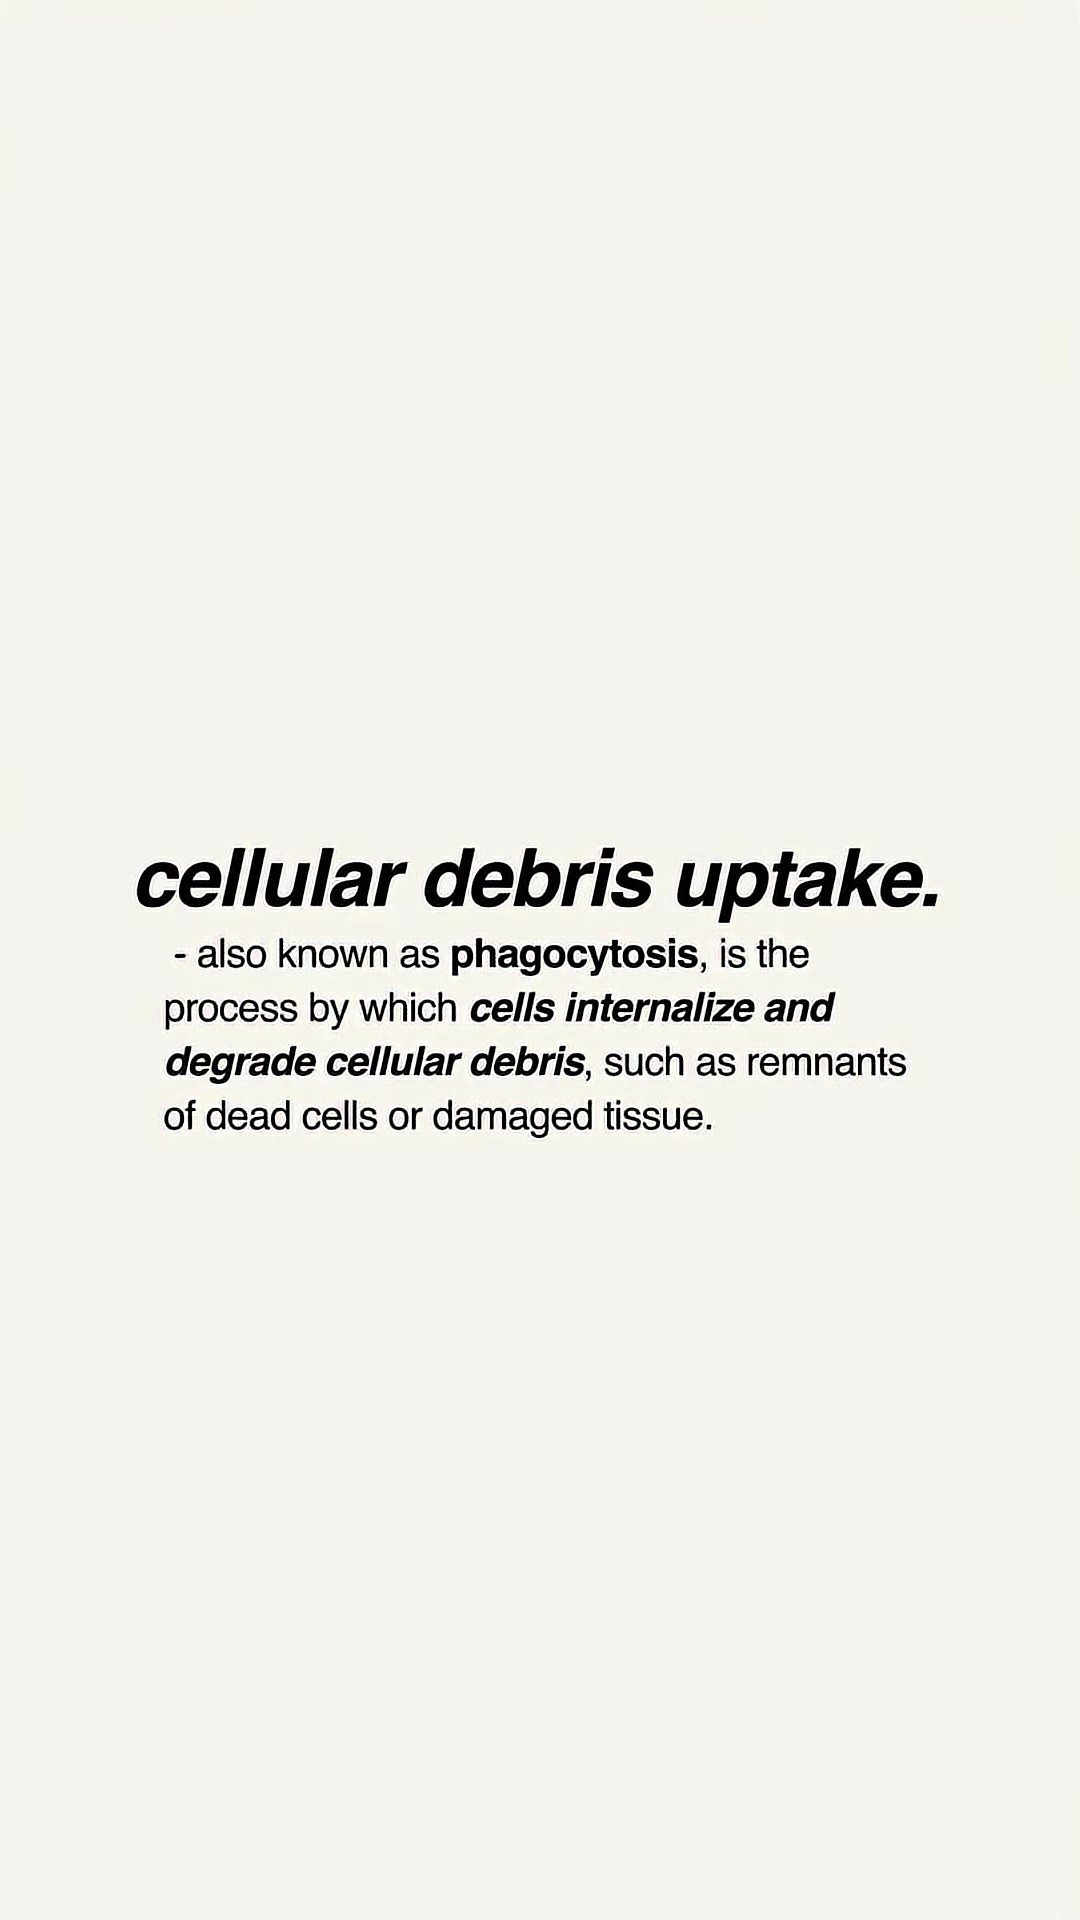 cellular debris uptake.
- also known as phagocytosis, is the
process by which cells internalize and
degrade cellular debris, such as remnants
of dead cells or damaged tissue.